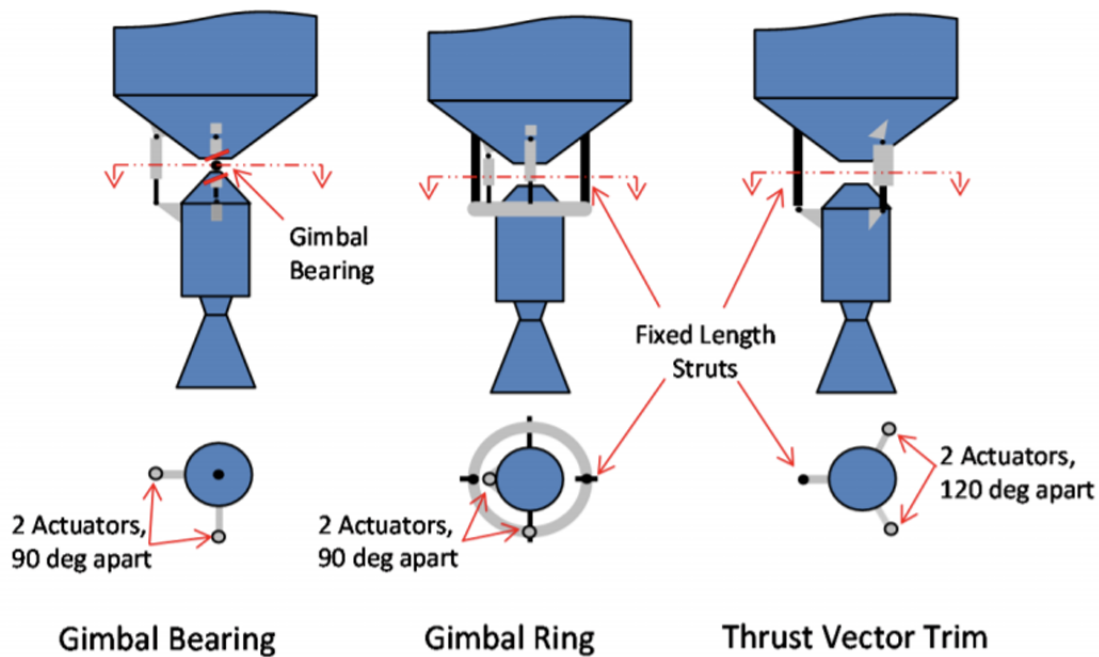 Gimbal
Bearing
Fixed Length
Struts
2 Actuators,
90 deg apart
2 Actuators,
90 deg apart
2 Actuators,
120 deg apart
Gimbal Bearing
Gimbal Ring
Thrust Vector Trim